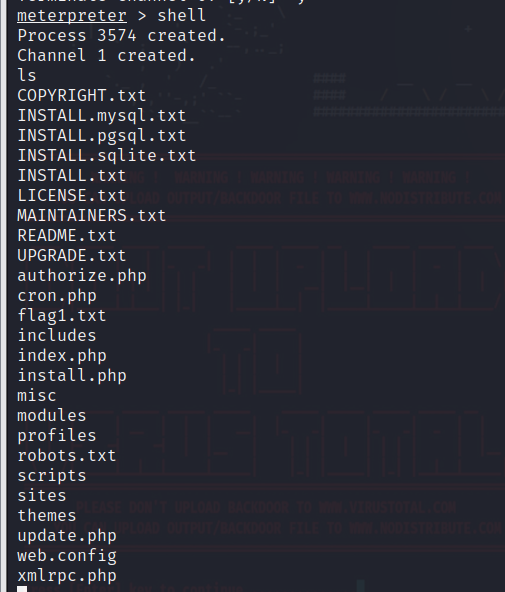 meterpreter > shell
Process 3574 created.
Channel 1 created.
ls
COPYRIGHT.txt
INSTALL.mysql.txt
INSTALL.pgsql.txt
INSTALL.sqlite.txt
INSTALL.txt
LICENSE.txt
MAINTAINERS.txt
README.txt
UPGRADE.txt
authorize.php
cron.php
flag1.txt
includes
index.php
install.php
misc
modules
profiles
robots.txt
scripts
sites
themes
update.php
web.config
xmlrpc.php